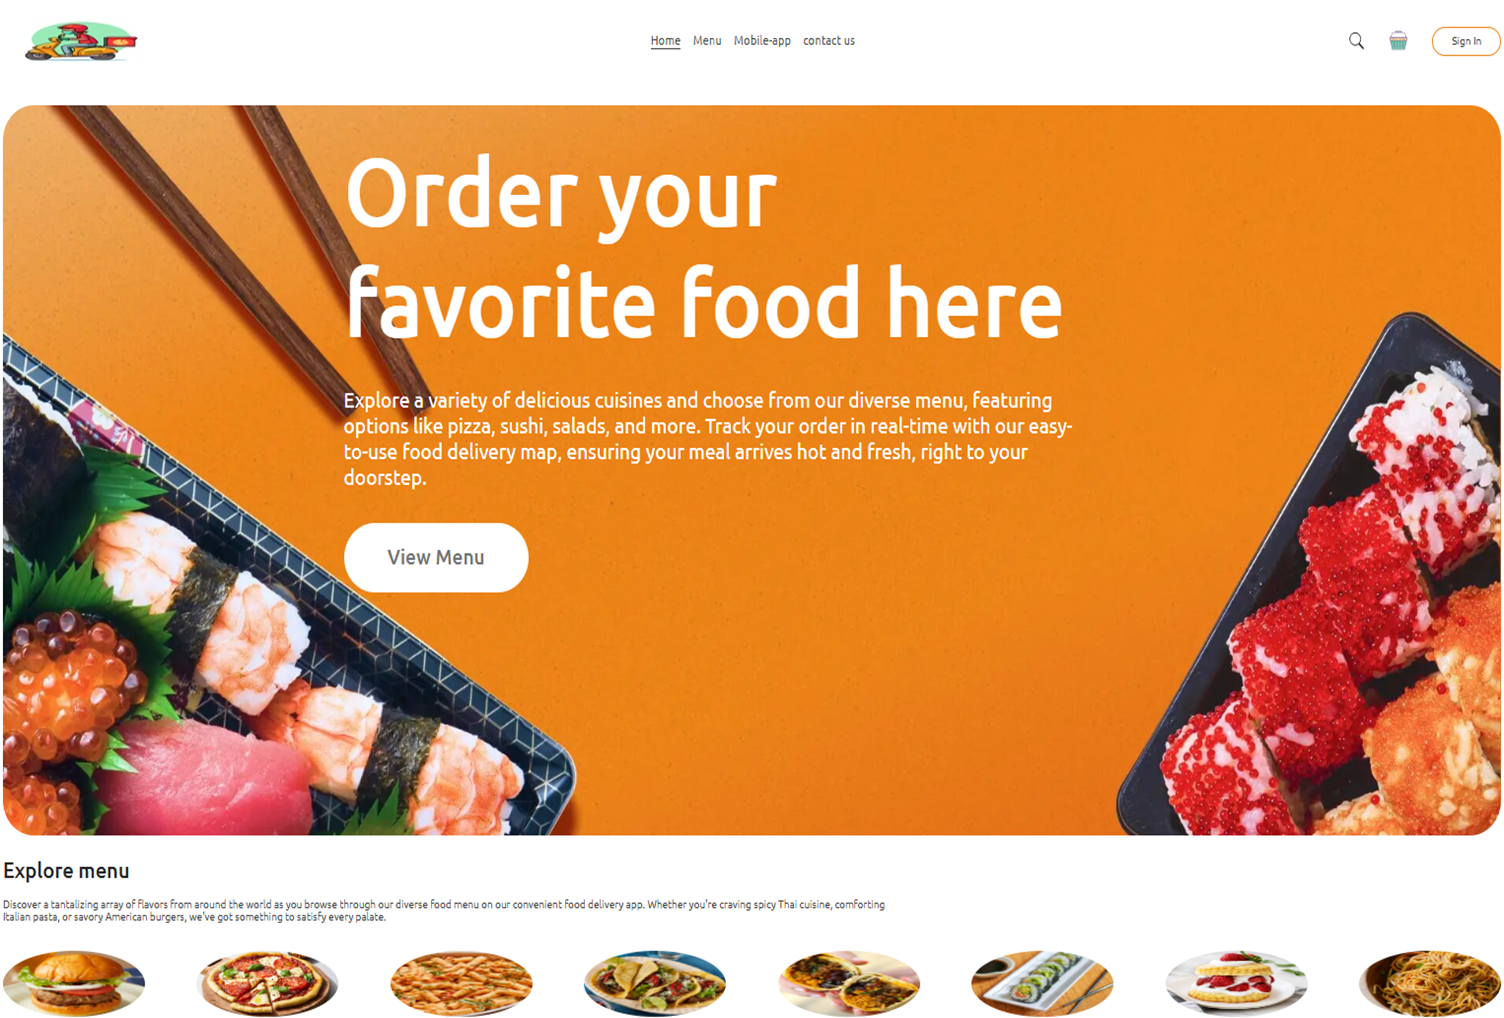 Home Menu Mobile-app contact us
Sign In
Order your
favorite food here
Explore a variety of delicious cuisines and choose from our diverse menu, featuring
options like pizza, sushi, salads, and more. Track your order in real-time with our easy-
to-use food delivery map, ensuring your meal arrives hot and fresh, right to your
doorstep.
View Menu
Explore menu
Discover a tantalizing array of flavors from around the world as you browse through our diverse food menu on our convenient food delivery app. Whether you're craving spicy Thai cuisine, comforting
Italian pasta, or savory American burgers, we've got something to satisfy every palate.